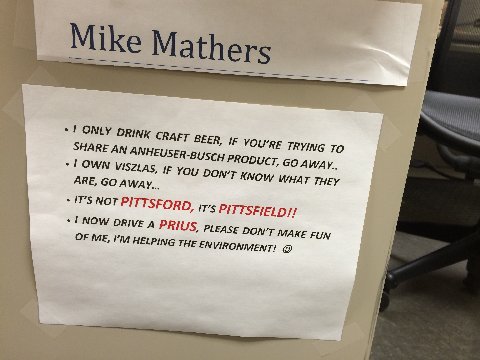 Mike Mathers
• I ONLY DRINK CRAFT BEER, IF YOU'RE TRYING TO
SHARE AN ANHEUSER-BUSCH PRODUCT, GO AWAY..
• I OWN VISZLAS, IF YOU DON'T KNOW WHAT THEY
ARE, GO AWAY...
• IT'S NOT PITTSFORD, IT'S PITTSFIELD!!
• I NOW DRIVE A PRIUS, PLEASE DON'T MAKE FUN
OF ME, I'M HELPING THE ENVIRONMENT! ☺